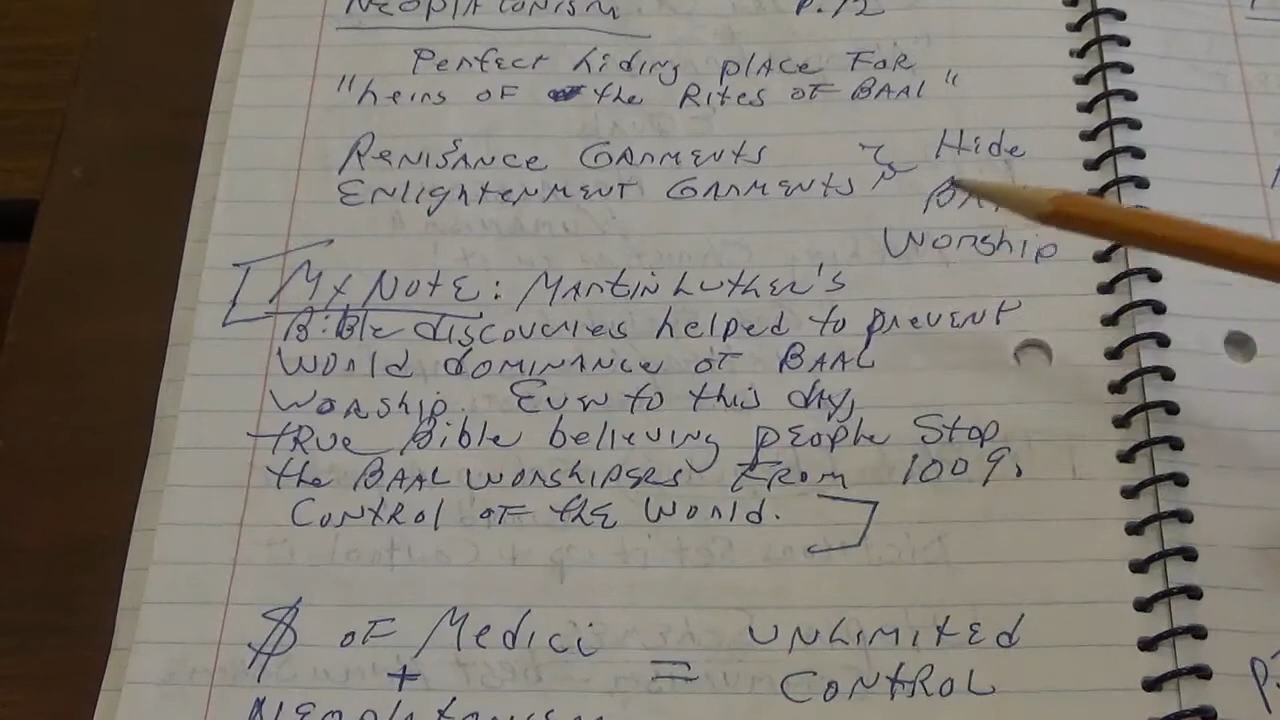 NEOPLATONISM P. 12
Perfect hiding place FOR
"heirs OF the Rites OF BAAL"
RENISANCE GARMENTS Hide
ENLIGHTENMENT GARMENTS
Worship
[My NOTE: MARTIN Luther's
Bible discoveries helped to prevent
World dominance OF BAAL
Worship. Even to this day,
true Bible believing people Stop
the BAAL worshipers From 100%
CONTROL OF THE World.]
$ OF Medici = UNLIMITED
+ CONTROL
Neoplatonism